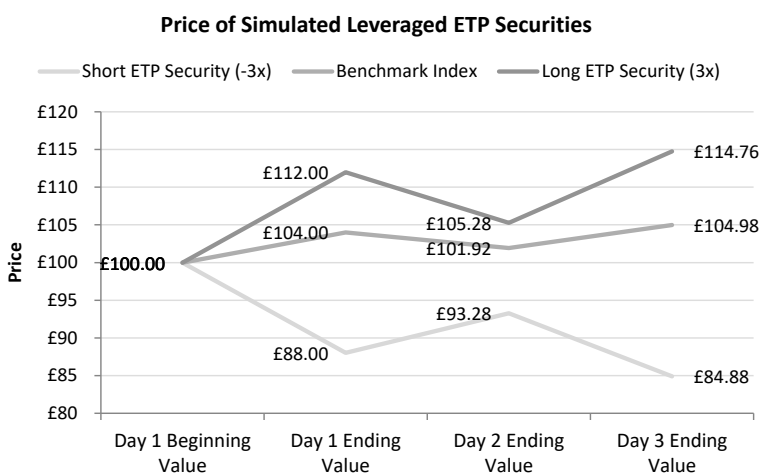 Price of Simulated Leveraged ETP Securities
Short ETP Security (-3x) Benchmark Index Long ETP Security (3x)
£120
£115
£110
£105
£100
£95
£90
£85
£80
Price
£100.00
£112.00
£104.00
£88.00
£105.28
£101.92
£93.28
£114.76
£104.98
£84.88
Day 1 Beginning
Value
Day 1 Ending
Value
Day 2 Ending
Value
Day 3 Ending
Value